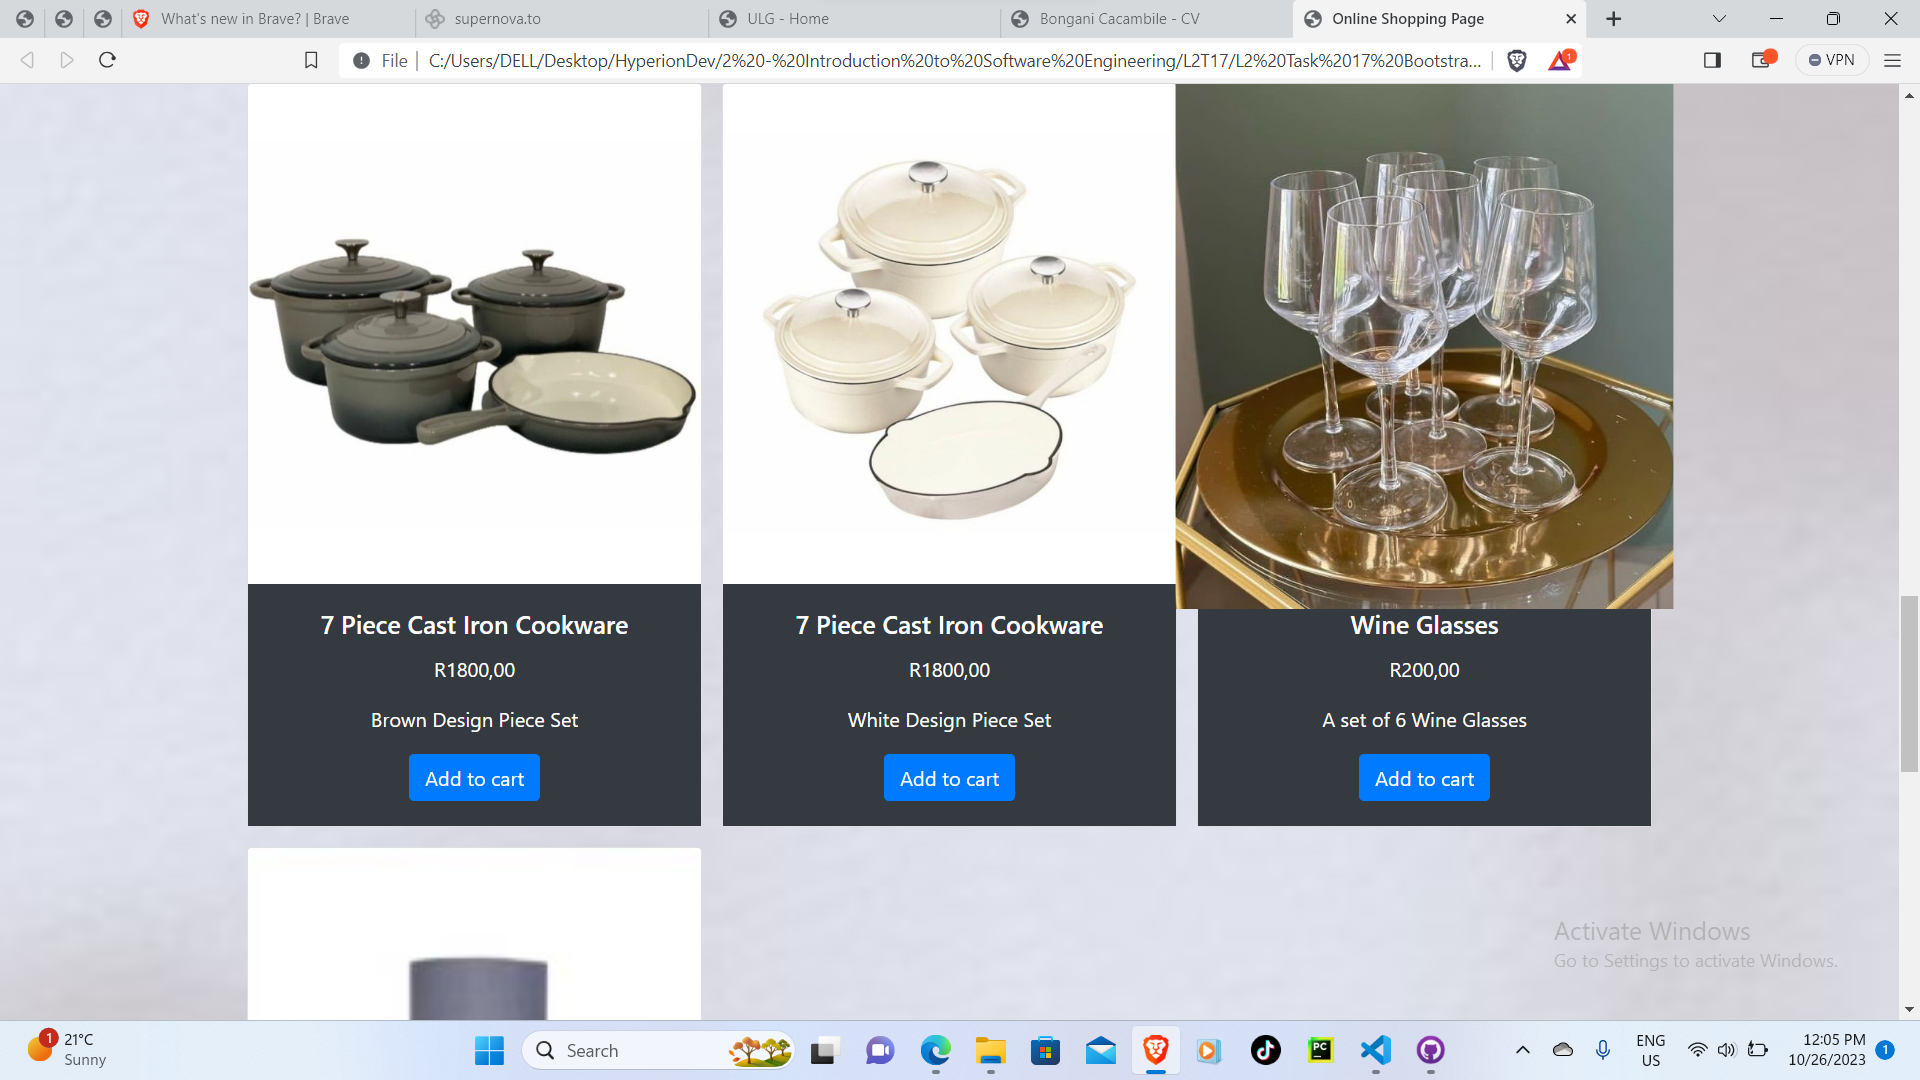 What's new in Brave? | Brave
supernova.to
ULG - Home
Bongani Cacambile - CV
Online Shopping Page
File
C:/Users/DELL/Desktop/HyperionDev/2%20-%20Introduction%20to%20Software%20Engineering/L2T17/L2%20Task%2017%20Bootstra...
1
VPN
7 Piece Cast Iron Cookware
R1800,00
Brown Design Piece Set
Add to cart
7 Piece Cast Iron Cookware
R1800,00
White Design Piece Set
Add to cart
Wine Glasses
R200,00
A set of 6 Wine Glasses
Add to cart
Activate Windows
Go to Settings to activate Windows.
1
21°C
Sunny
Search
PC
ENG
US
12:05 PM
10/26/2023
1